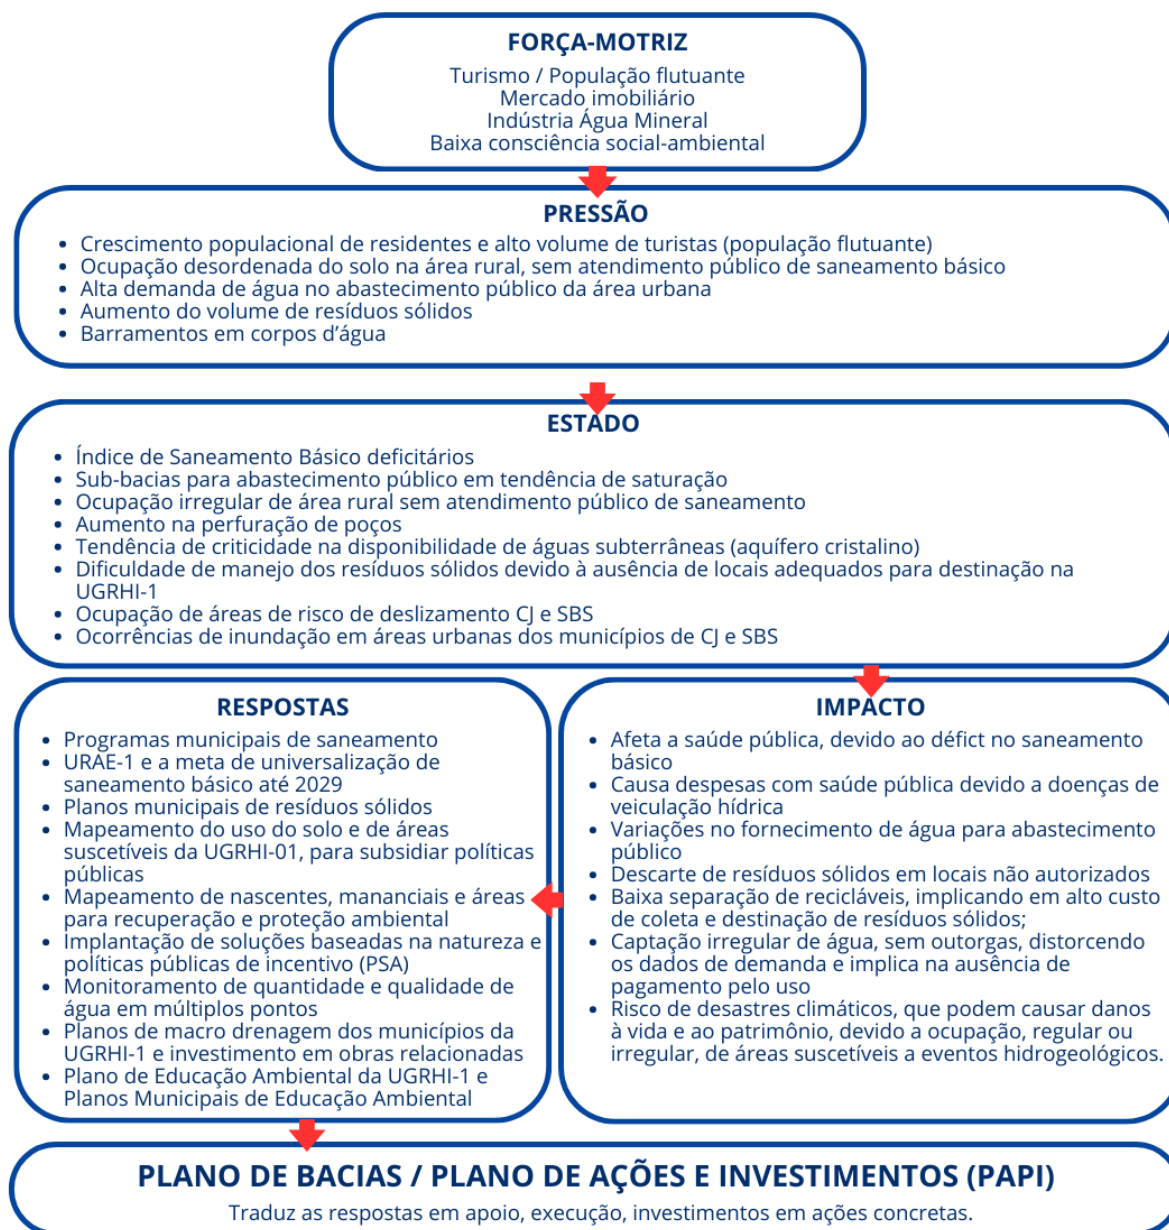 FORÇA-MOTRIZ
Turismo / População flutuante
Mercado imobiliário
Indústria Água Mineral
Baixa consciência social-ambiental
PRESSÃO
• Crescimento populacional de residentes e alto volume de turistas (população flutuante)
• Ocupação desordenada do solo na área rural, sem atendimento público de saneamento básico
• Alta demanda de água no abastecimento público da área urbana
• Aumento do volume de resíduos sólidos
• Barramentos em corpos d’água
ESTADO
• Índice de Saneamento Básico deficitários
• Sub-bacias para abastecimento público em tendência de saturação
• Ocupação irregular de área rural sem atendimento público de saneamento
• Aumento na perfuração de poços
• Tendência de criticidade na disponibilidade de águas subterrâneas (aquífero cristalino)
• Dificuldade de manejo dos resíduos sólidos devido à ausência de locais adequados para destinação na
UGRHI-1
• Ocupação de áreas de risco de deslizamento CJ e SBS
• Ocorrências de inundação em áreas urbanas dos municípios de CJ e SBS
RESPOSTAS
• Programas municipais de saneamento
• URAE-1 e a meta de universalização de
saneamento básico até 2029
• Planos municipais de resíduos sólidos
• Mapeamento do uso do solo e de áreas
suscetíveis da UGRHI-01, para subsidiar políticas
públicas
• Mapeamento de nascentes, mananciais e áreas
para recuperação e proteção ambiental
• Implantação de soluções baseadas na natureza e
políticas públicas de incentivo (PSA)
• Monitoramento de quantidade e qualidade de
água em múltiplos pontos
• Planos de macro drenagem dos municípios da
UGRHI-1 e investimento em obras relacionadas
• Plano de Educação Ambiental da UGRHI-1 e
Planos Municipais de Educação Ambiental
IMPACTO
• Afeta a saúde pública, devido ao défict no saneamento
básico
• Causa despesas com saúde pública devido a doenças de
veiculação hídrica
• Variações no fornecimento de água para abastecimento
público
• Descarte de resíduos sólidos em locais não autorizados
• Baixa separação de recicláveis, implicando em alto custo
de coleta e destinação de resíduos sólidos;
• Captação irregular de água, sem outorgas, distorcendo
os dados de demanda e implica na ausência de
pagamento pelo uso
• Risco de desastres climáticos, que podem causar danos
à vida e ao patrimônio, devido a ocupação, regular ou
irregular, de áreas suscetíveis a eventos hidrogeológicos.
PLANO DE BACIAS / PLANO DE AÇÕES E INVESTIMENTOS (PAPI)
Traduz as respostas em apoio, execução, investimentos em ações concretas.